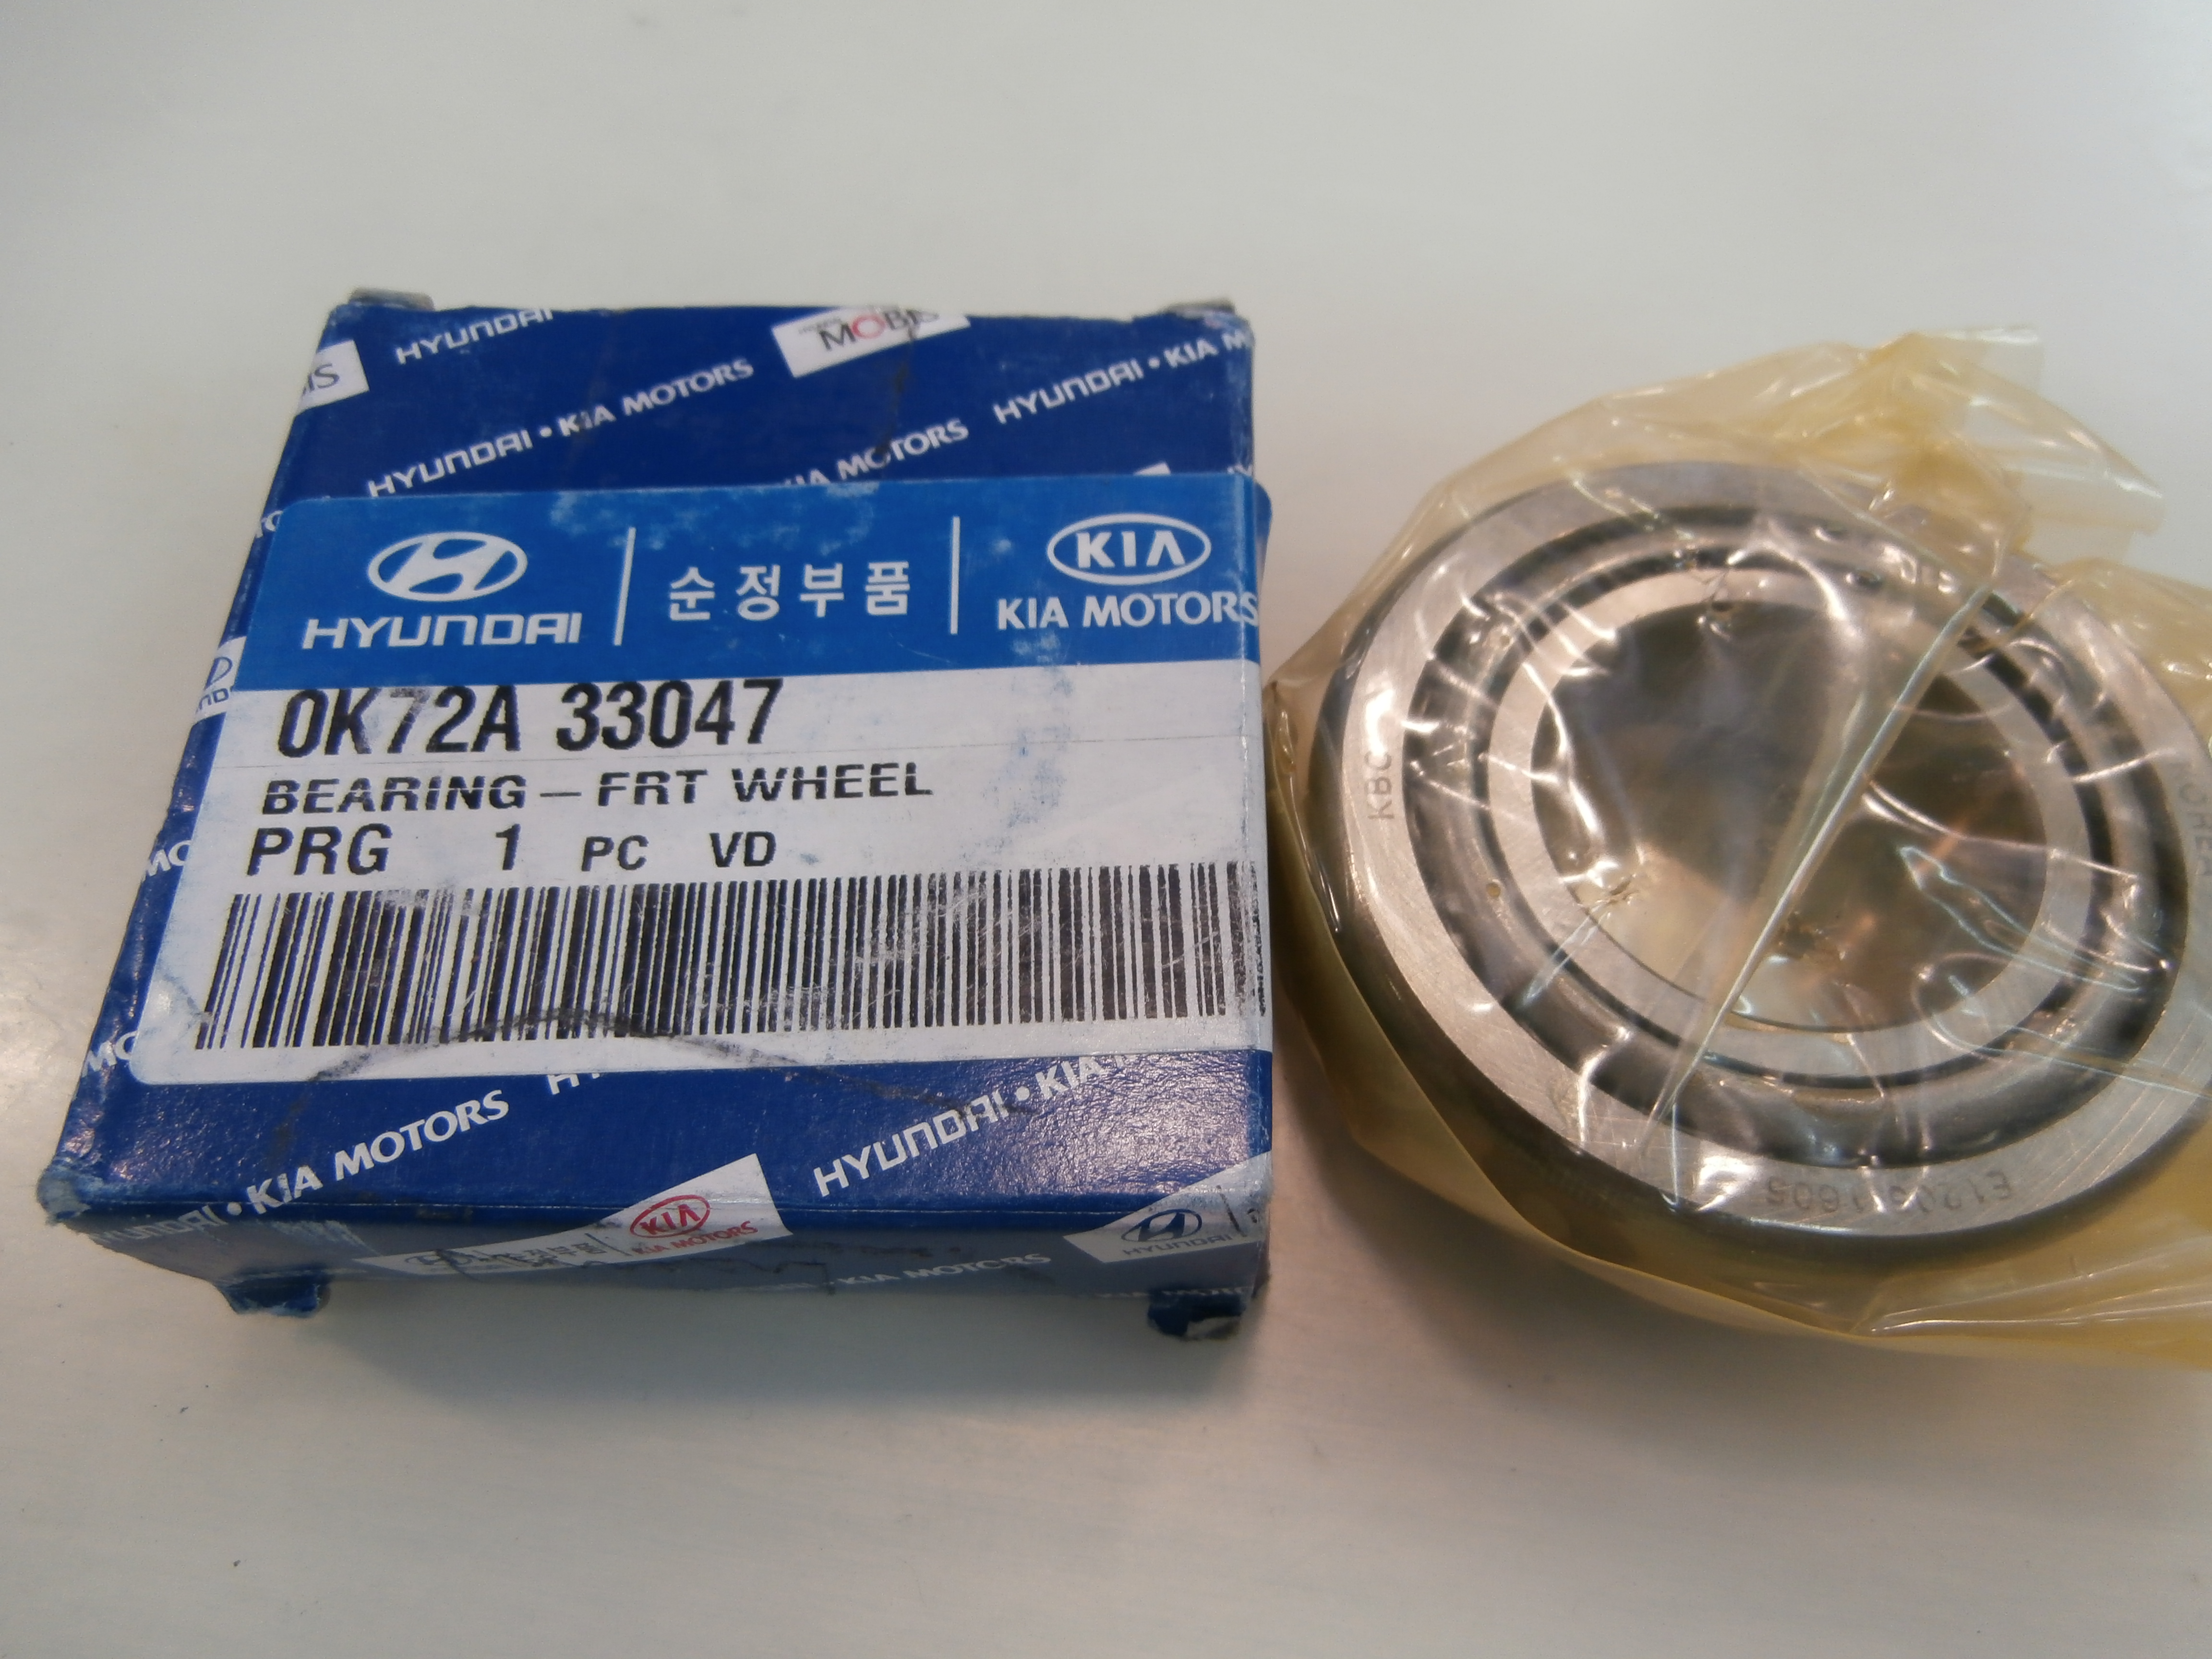 HYUNDAI
MOBIS
HYUNDAI • KIA MOTORS
HYUNDAI • KIA M
KIA MOTORS
HYUNDAI
순정부품
KIA
KIA MOTORS
0K72A 33047
BEARING – FRT WHEEL
PRG 1 PC VD
HYUNDAI • KIA MOTORS
HYUNDAI • KIA
KIA
KIA MOTORS
HYUNDAI
KIA MOTORS
KBC